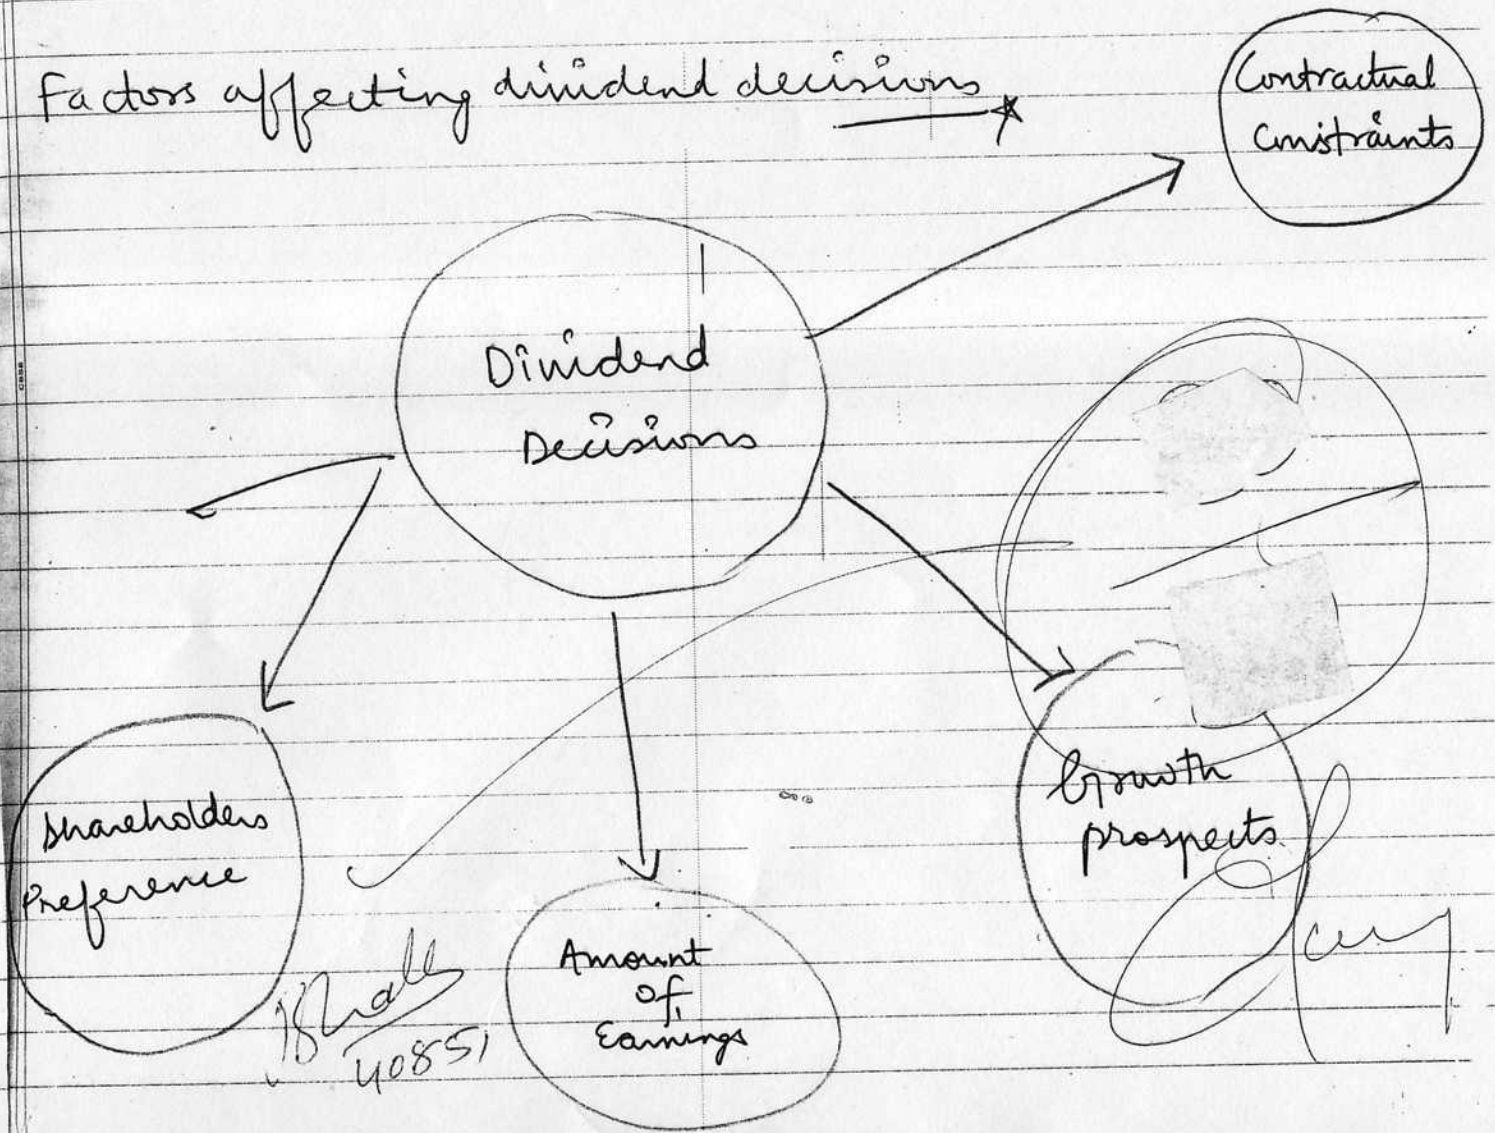 Factors affecting dividend decisions
Contractual
Constraints
Dividend
Decisions
Growth
prospects
Shareholders
Preference
Amount
of
Earnings
40851